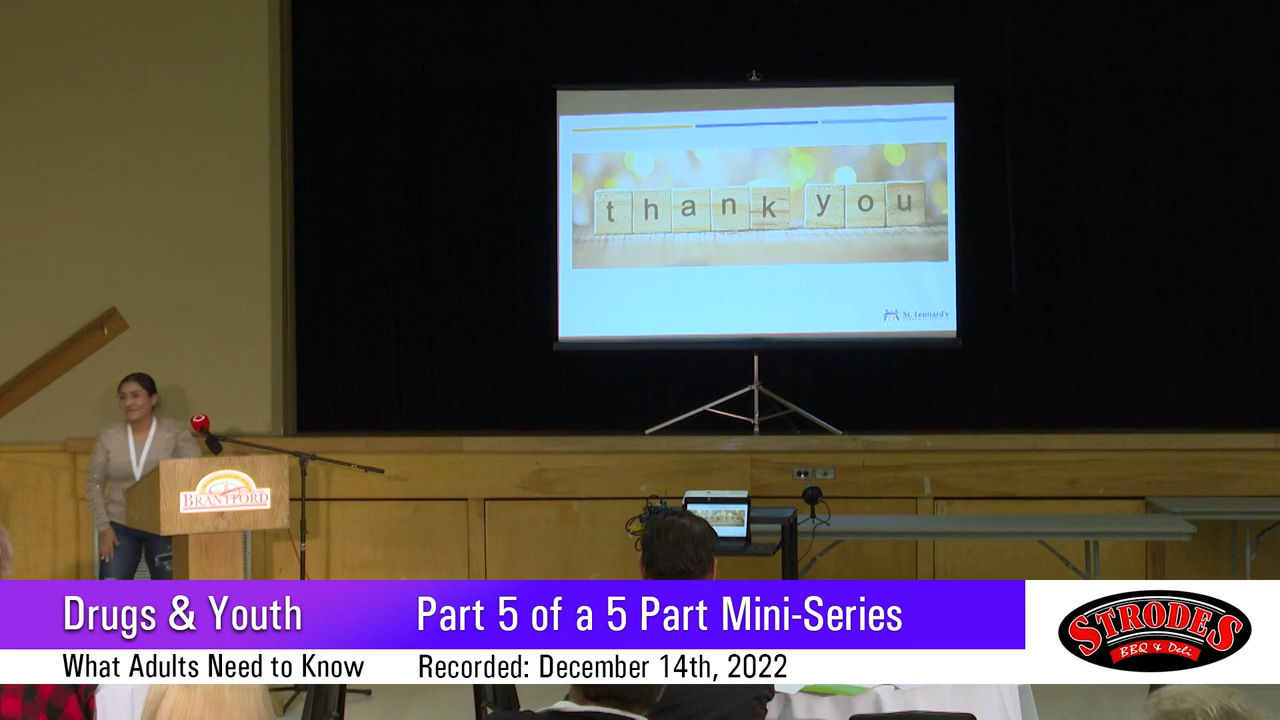 thank you
St. Leonard's
BRANTFORD
Drugs & Youth
Part 5 of a 5 Part Mini-Series
What Adults Need to Know
Recorded: December 14th, 2022
STRODES
BBQ & Deli